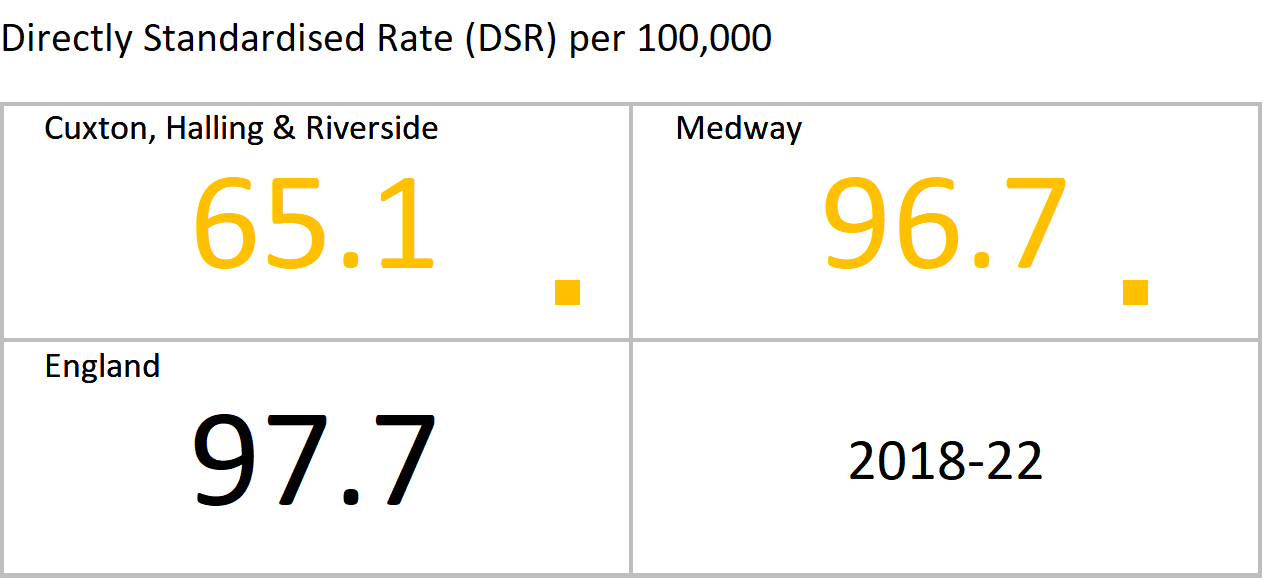 Directly Standardised Rate (DSR) per 100,000
Cuxton, Halling & Riverside
65.1
Medway
96.7
England
97.7
2018-22